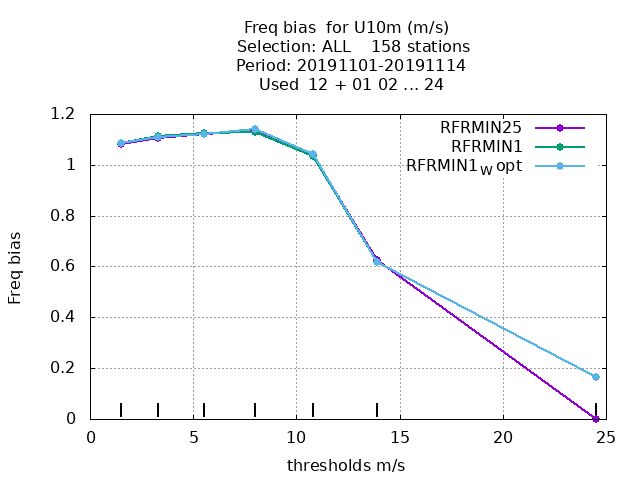 Freq bias  for U10m (m/s)
Selection: ALL    158 stations
Period: 20191101-20191114
Used  12 + 01 02 ... 24
RFRMIN25
RFRMIN1
RFRMIN1W opt
1.2
1
0.8
0.6
0.4
0.2
0
Freq bias
0 5 10 15 20 25
thresholds m/s